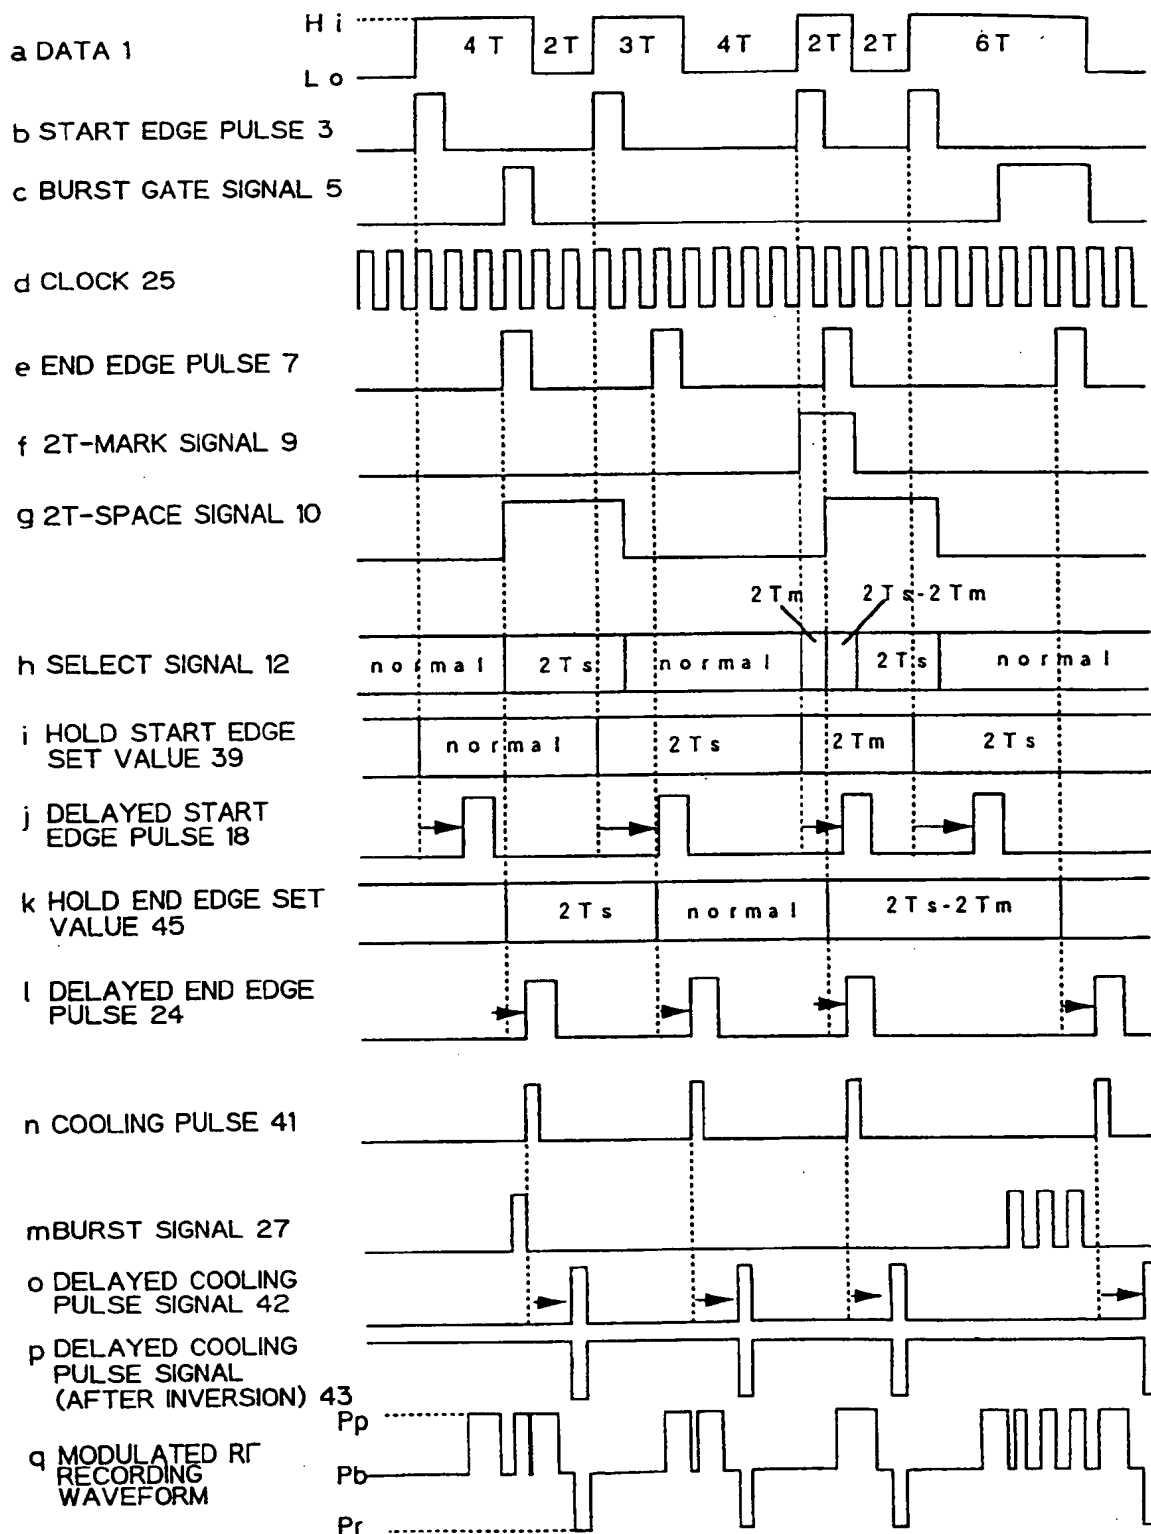 Hi
a DATA 1
4T 2T 3T 4T 2T 2T 6T
Lo
b START EDGE PULSE 3
c BURST GATE SIGNAL 5
d CLOCK 25
e END EDGE PULSE 7
f 2T-MARK SIGNAL 9
g 2T-SPACE SIGNAL 10
2Tm 2Ts-2Tm
h SELECT SIGNAL 12
normal 2Ts normal 2Ts normal
i HOLD START EDGE
SET VALUE 39
normal 2Ts 2Tm 2Ts
j DELAYED START
EDGE PULSE 18
k HOLD END EDGE SET
VALUE 45
2Ts normal 2Ts-2Tm
l DELAYED END EDGE
PULSE 24
n COOLING PULSE 41
m BURST SIGNAL 27
o DELAYED COOLING
PULSE SIGNAL 42
p DELAYED COOLING
PULSE SIGNAL
(AFTER INVERSION) 43
Pp
q MODULATED RF
RECORDING
WAVEFORM
Pb
Pr